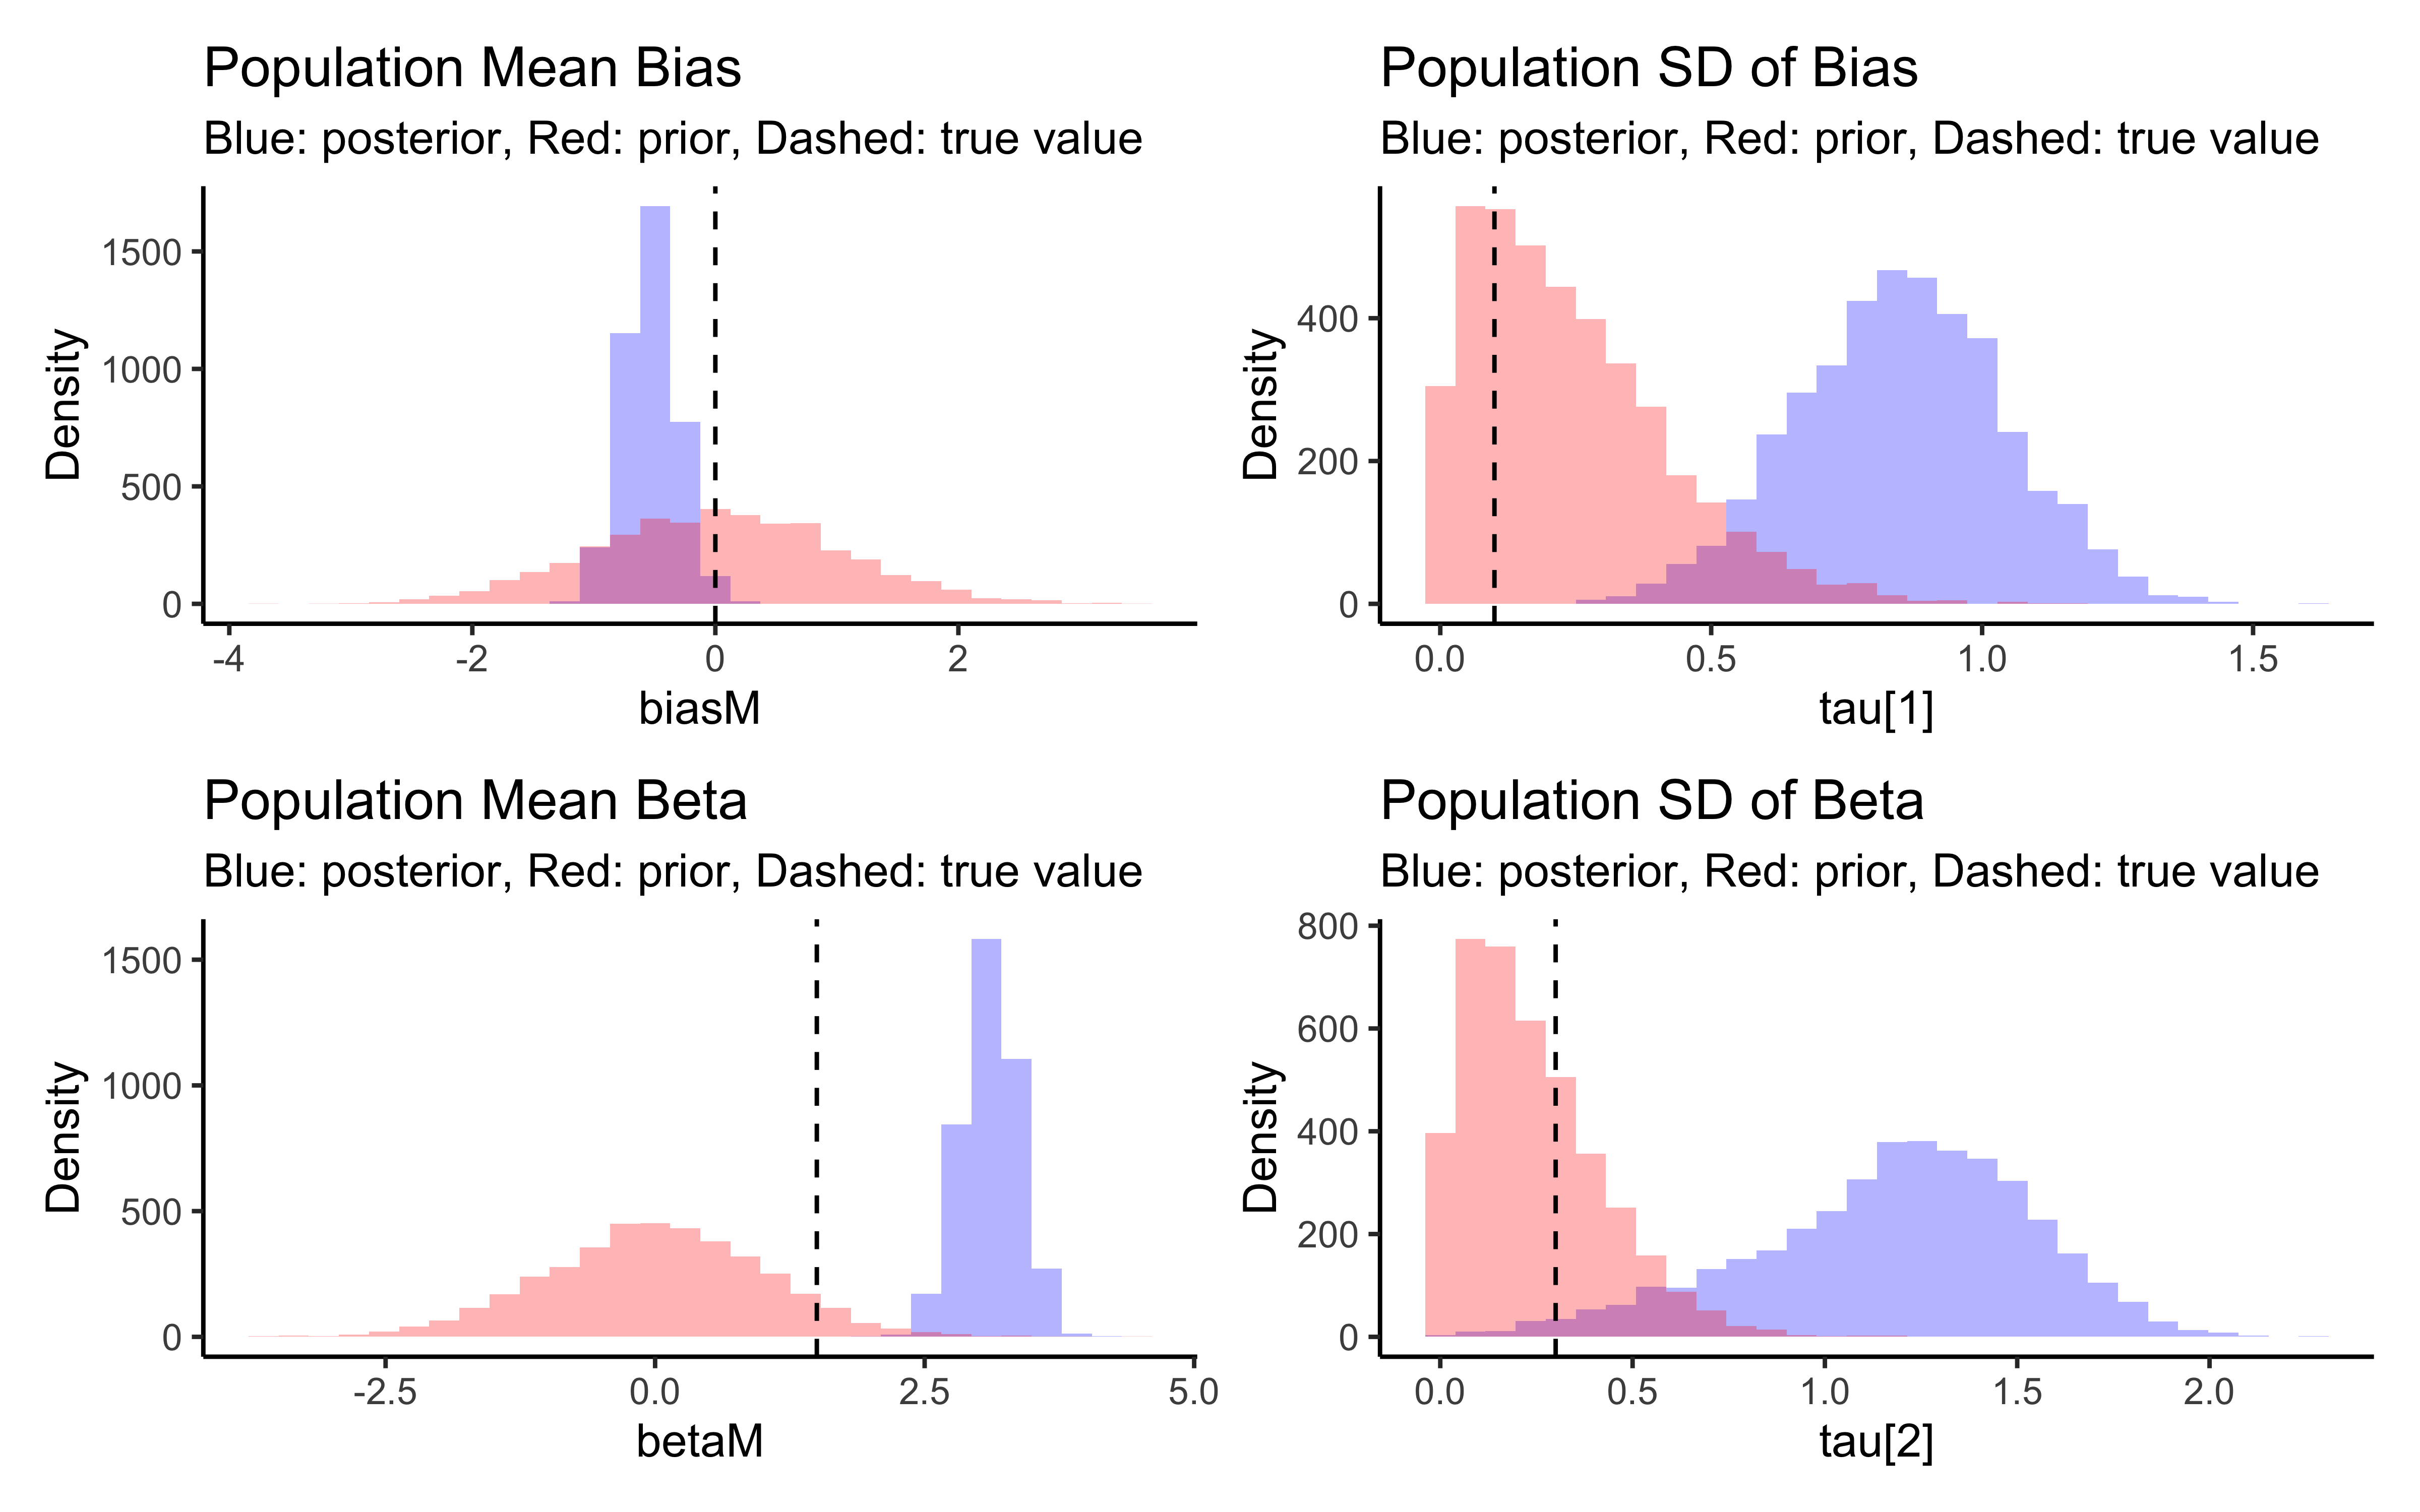 Population Mean Bias
Blue: posterior, Red: prior, Dashed: true value
1500
1000
500
0
Density
-4 -2 0 2
biasM
Population SD of Bias
Blue: posterior, Red: prior, Dashed: true value
400
200
0
Density
0.0 0.5 1.0 1.5
tau[1]
Population Mean Beta
Blue: posterior, Red: prior, Dashed: true value
1500
1000
500
0
Density
-2.5 0.0 2.5 5.0
betaM
Population SD of Beta
Blue: posterior, Red: prior, Dashed: true value
800
600
400
200
0
Density
0.0 0.5 1.0 1.5 2.0
tau[2]